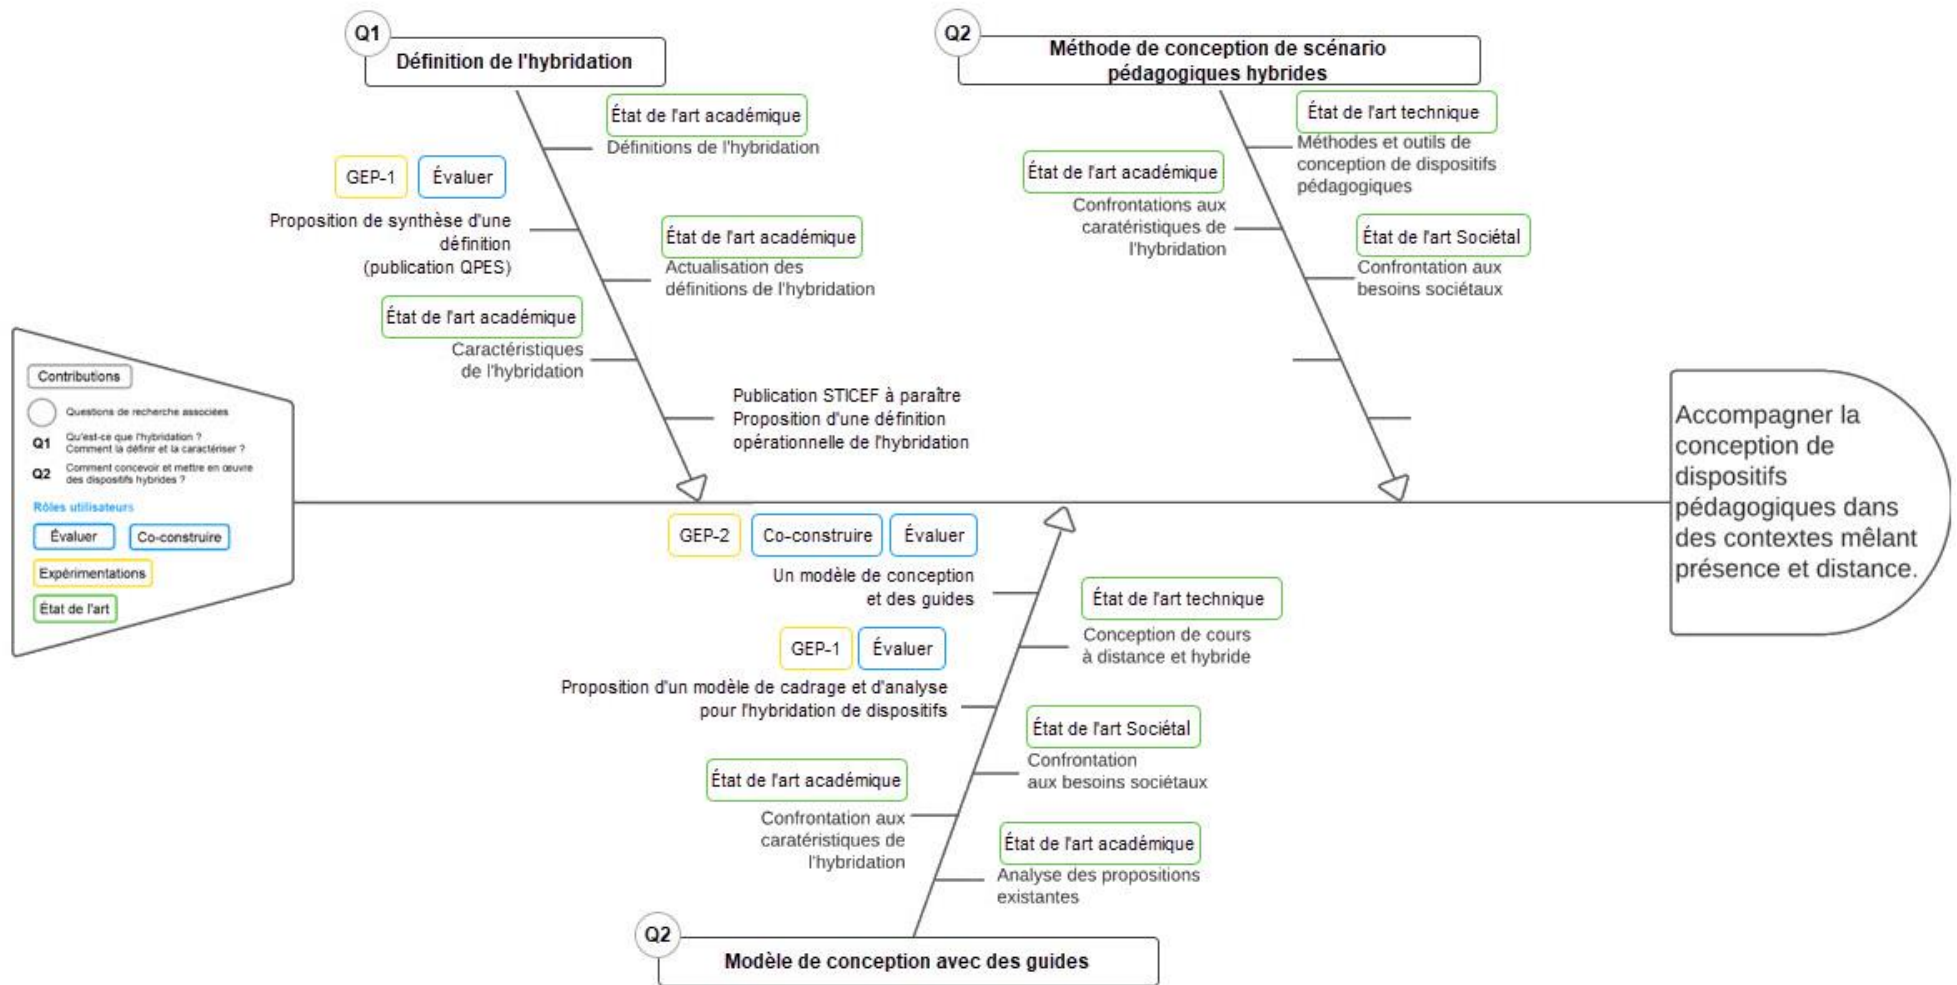 Q1
Définition de l'hybridation
État de l'art académique
Définitions de l'hybridation
GEP-1
Évaluer
Proposition de synthèse d'une
définition
(publication QPES)
État de l'art académique
Actualisation des
définitions de l'hybridation
État de l'art académique
Caractéristiques
de l'hybridation
Publication STICEF à paraître
Proposition d'une définition
opérationnelle de l'hybridation
Q2
Méthode de conception de scénario
pédagogiques hybrides
État de l'art technique
Méthodes et outils de
conception de dispositifs
pédagogiques
État de l'art académique
Confrontations aux
caratéristiques de
l'hybridation
État de l'art Sociétal
Confrontation aux
besoins sociétaux
Contributions
Questions de recherche associées
Q1
Qu'est-ce que l'hybridation ?
Comment la définir et la caractériser ?
Q2
Comment concevoir et mettre en œuvre
des dispositifs hybrides ?
Rôles utilisateurs
Évaluer
Co-construire
Expérimentations
État de l'art
Accompagner la
conception de
dispositifs
pédagogiques dans
des contextes mêlant
présence et distance.
GEP-2
Co-construire
Évaluer
Un modèle de conception
et des guides
État de l'art technique
Conception de cours
à distance et hybride
GEP-1
Évaluer
Proposition d'un modèle de cadrage et d'analyse
pour l'hybridation de dispositifs
État de l'art Sociétal
Confrontation
aux besoins sociétaux
État de l'art académique
Confrontation aux
caratéristiques de
l'hybridation
État de l'art académique
Analyse des propositions
existantes
Q2
Modèle de conception avec des guides